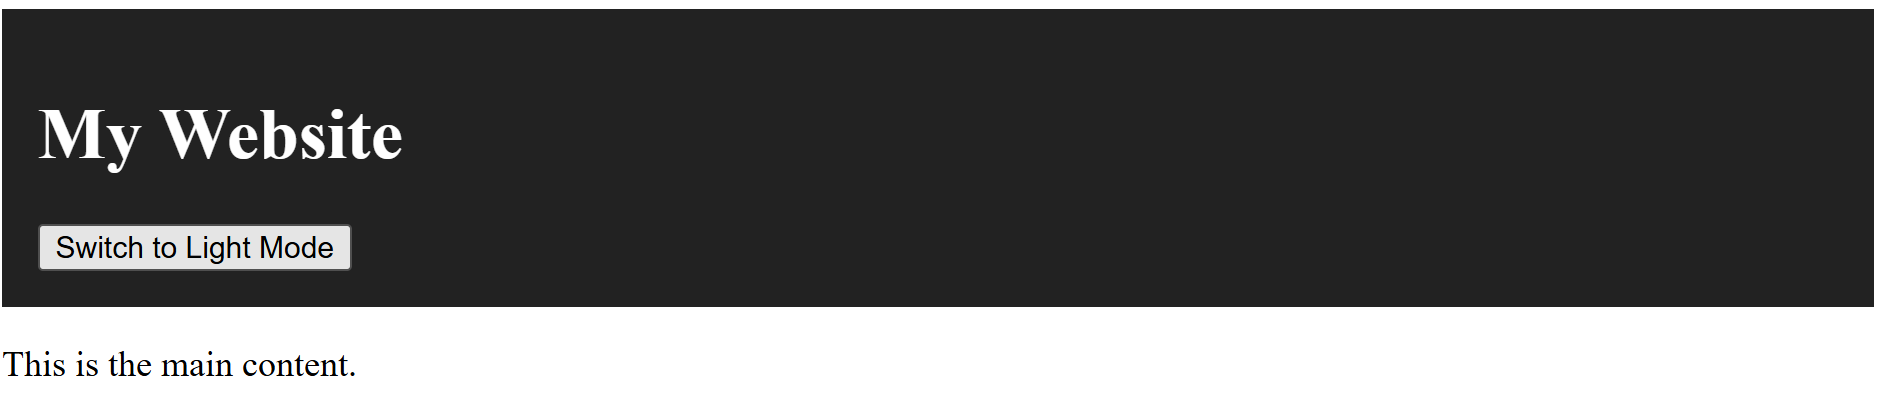 My Website
Switch to Light Mode
This is the main content.